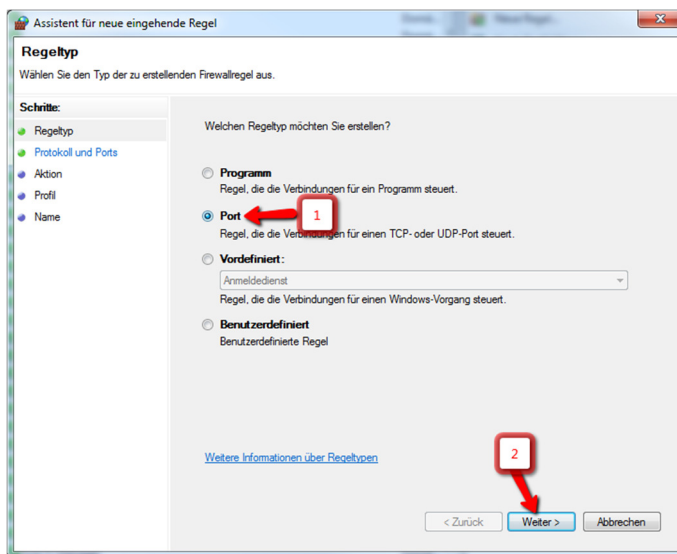 Assistent für neue eingehende Regel
Regeltyp
Wählen Sie den Typ der zu erstellenden Firewallregel aus.
Schritte:
Regeltyp
Protokoll und Ports
Aktion
Profil
Name
Welchen Regeltyp möchten Sie erstellen?
Programm
Regel, die die Verbindungen für ein Programm steuert.
Port
1
Regel, die die Verbindungen für einen TCP- oder UDP-Port steuert.
Vordefiniert:
Anmeldedienst
Regel, die die Verbindungen für einen Windows-Vorgang steuert.
Benutzerdefiniert
Benutzerdefinierte Regel
Weitere Informationen über Regeltypen
2
< Zurück
Weiter >
Abbrechen